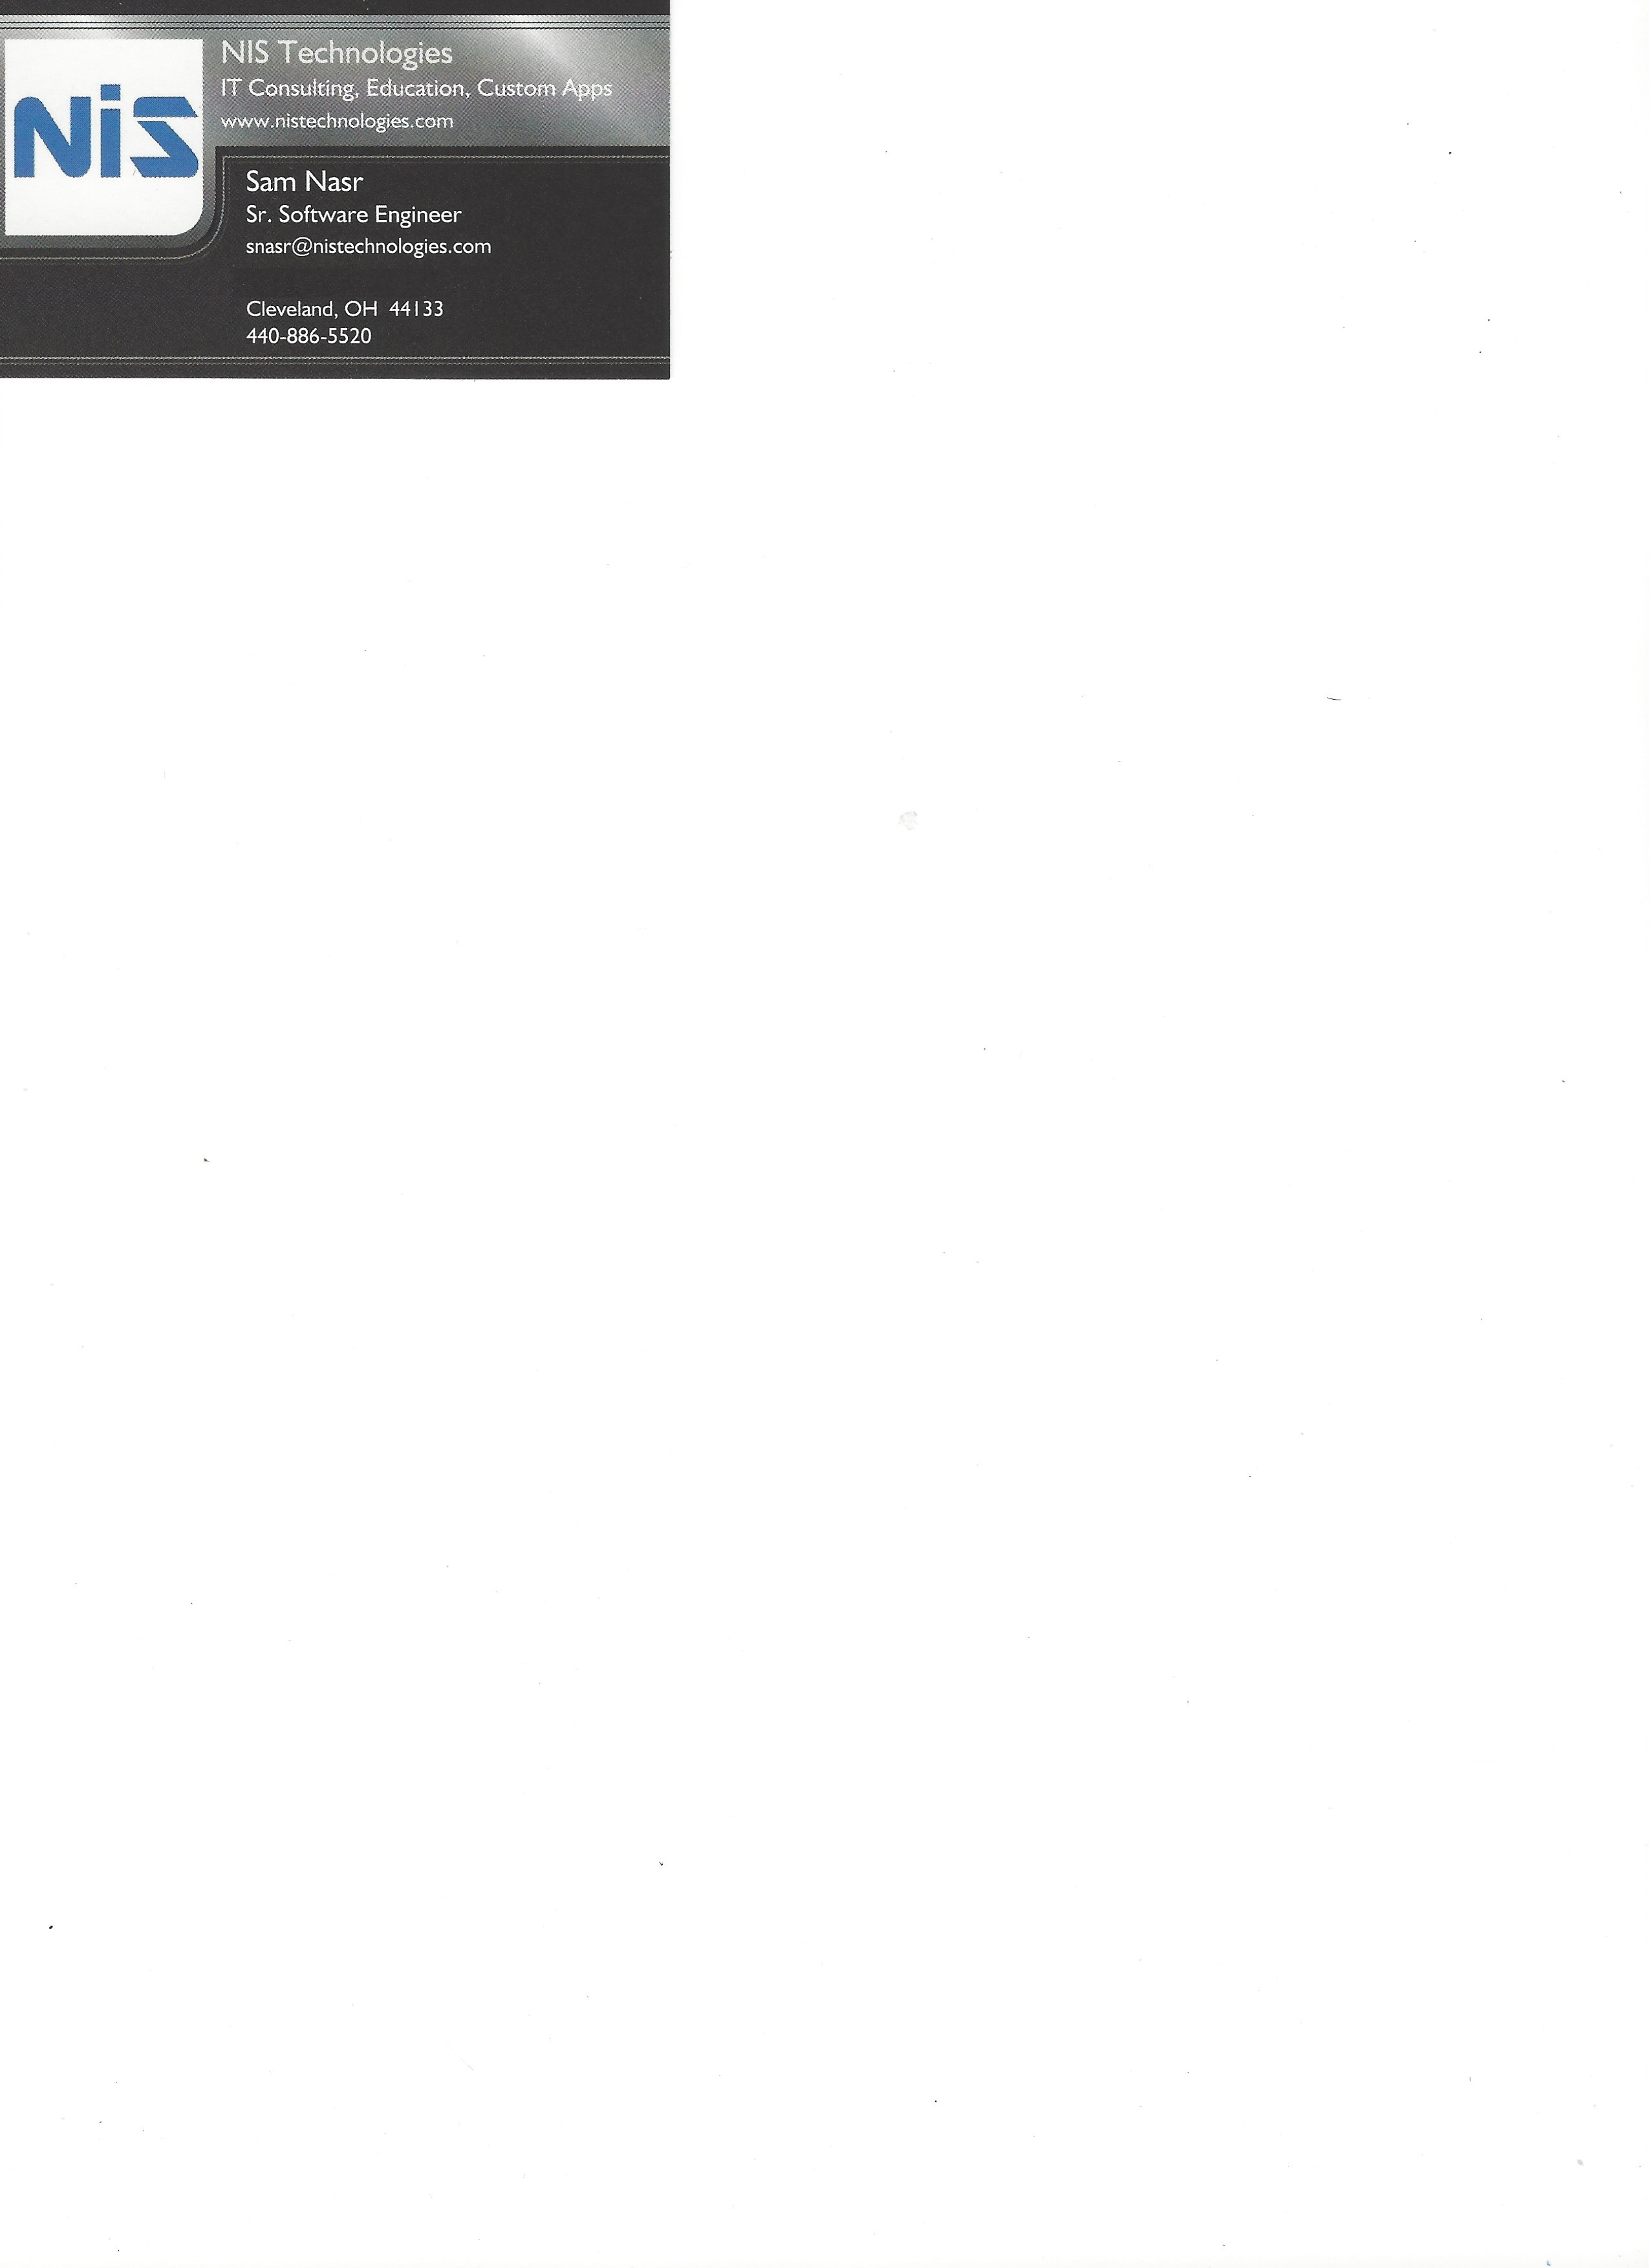 NiS
NIS Technologies
IT Consulting, Education, Custom Apps
www.nistechnologies.com
Sam Nasr
Sr. Software Engineer
snasr@nistechnologies.com
Cleveland, OH 44133
440-886-5520